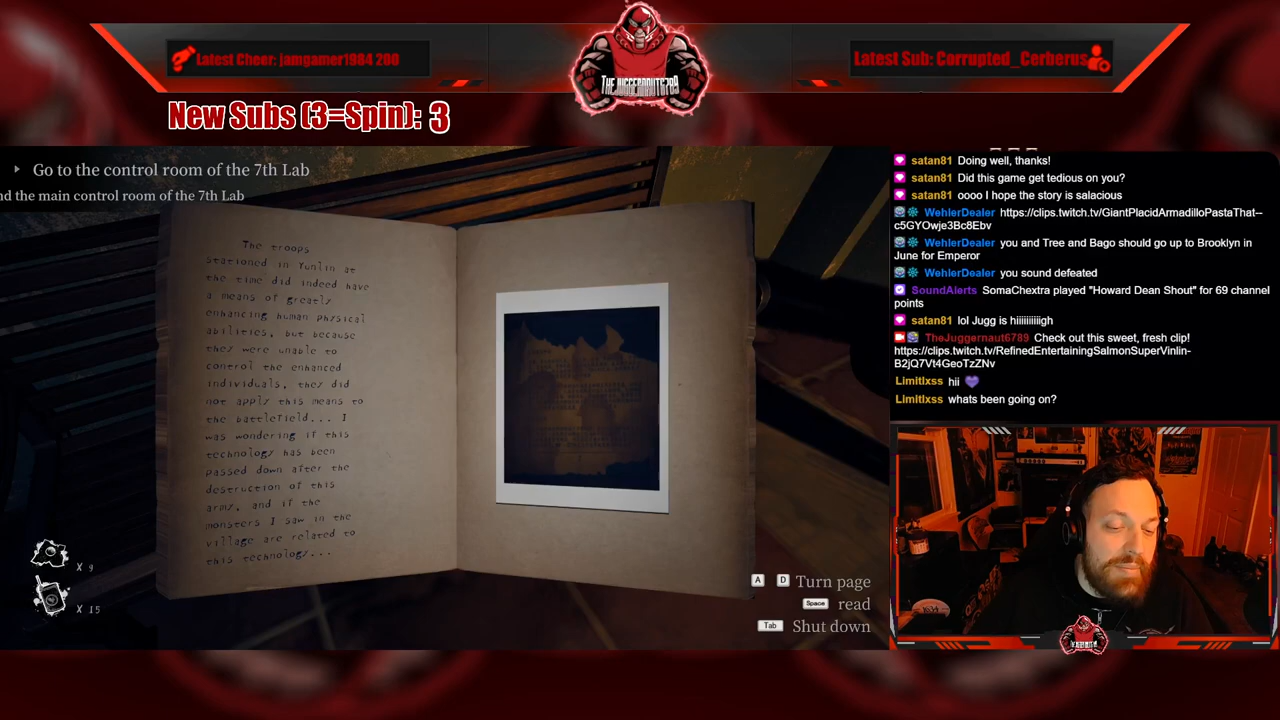 Latest Cheer: jamgamer1984 200
THEJUGGERNAUT6789
Latest Sub: Corrupted_Cerberus
New Subs (3=Spin): 3
Go to the control room of the 7th Lab
nd the main control room of the 7th Lab
The troops
stationed in Yunlin at
the time did indeed have
a means of greatly
enhancing human physical
abilities, but because
they were unable to
control the enhanced
individuals, they did
not apply this means to
the battlefield... I
was wondering if this
technology has been
passed down after the
destruction of this
army, and if the
monsters I saw in the
village are related to
this technology...
X 9
X 15
A D Turn page
Space read
Tab Shut down
satan81 Doing well, thanks!
satan81 Did this game get tedious on you?
satan81 oooo I hope the story is salacious
WehlerDealer https://clips.twitch.tv/GiantPlacidArmadilloPastaThat--
c5GYOwje3Bc8Ebv
WehlerDealer you and Tree and Bago should go up to Brooklyn in
June for Emperor
WehlerDealer you sound defeated
SoundAlerts SomaChextra played "Howard Dean Shout" for 69 channel
points
satan81 lol Jugg is hiiiiiiiiiigh
TheJuggernaut6789 Check out this sweet, fresh clip!
https://clips.twitch.tv/RefinedEntertainingSalmonSuperVinlin-
B2jQ7Vt4GeoTzZNv
Limitlxss hii
Limitlxss whats been going on?